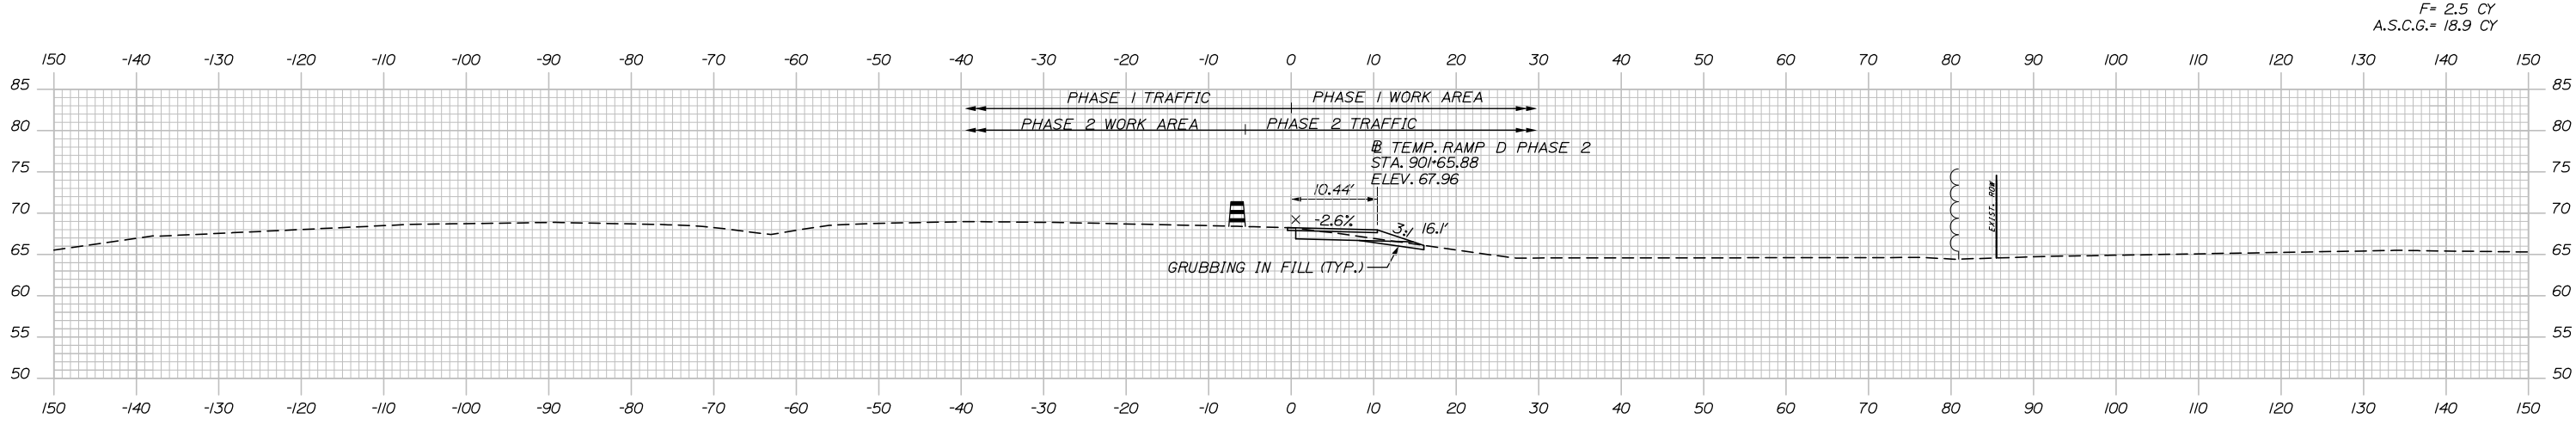 F= 2.5 CY
A.S.C.G.= 18.9 CY
150 -140 -130 -120 -110 -100 -90 -80 -70 -60 -50 -40 -30 -20 -10 0 10 20 30 40 50 60 70 80 90 100 110 120 130 140 150
85 85
PHASE 1 TRAFFIC PHASE 1 WORK AREA
80 PHASE 2 WORK AREA PHASE 2 TRAFFIC 80
BL TEMP. RAMP D PHASE 2
75 STA. 901+65.88 75
ELEV. 67.96
10.44'
EXIST. ROW
70 70
-2.6% 3:1 16.1'
65 65
GRUBBING IN FILL (TYP.)
60 60
55 55
50 50
150 -140 -130 -120 -110 -100 -90 -80 -70 -60 -50 -40 -30 -20 -10 0 10 20 30 40 50 60 70 80 90 100 110 120 130 140 150